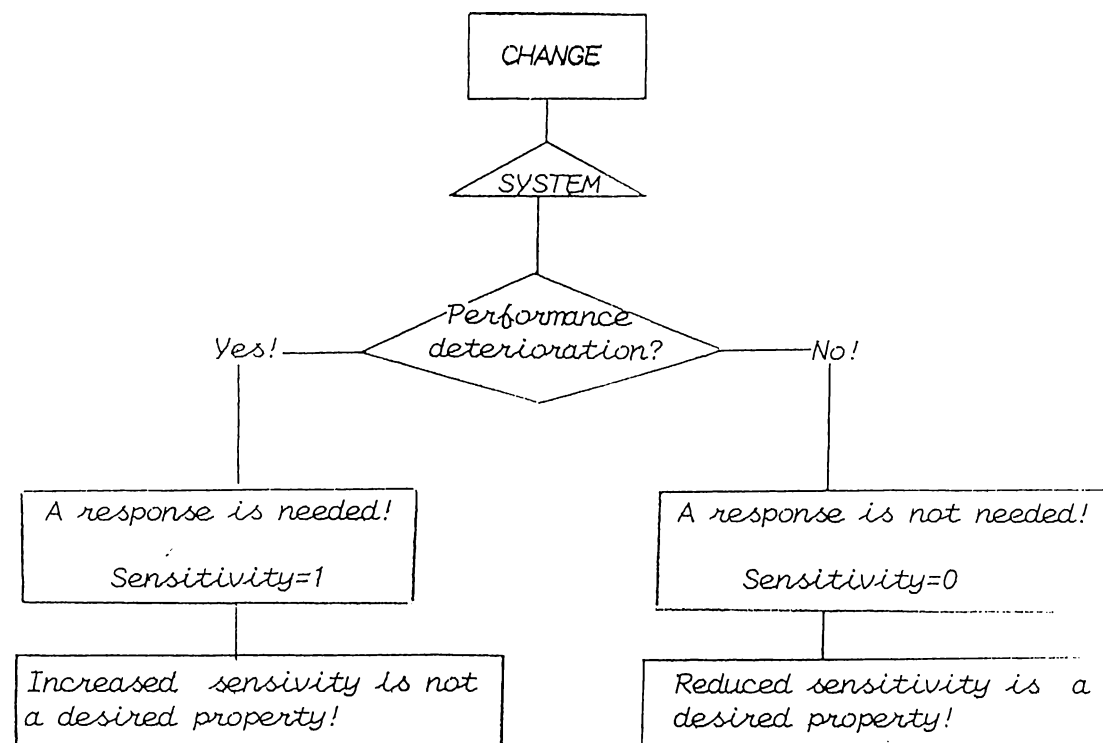 CHANGE
SYSTEM
Performance
deterioration?
Yes!
No!
A response is needed!
Sensitivity=1
A response is not needed!
Sensitivity=0
Increased sensivity is not
a desired property!
Reduced sensitivity is a
desired property!